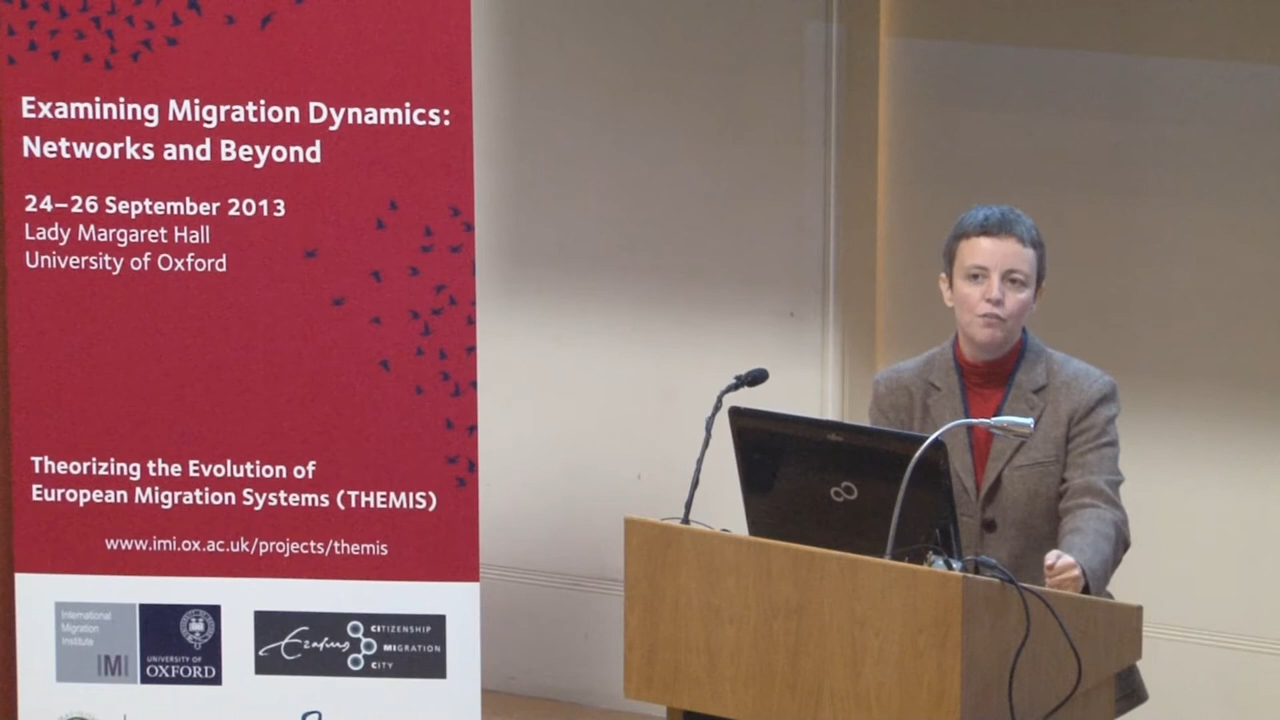 Examining Migration Dynamics:
Networks and Beyond
24–26 September 2013
Lady Margaret Hall
University of Oxford
Theorizing the Evolution of
European Migration Systems (THEMIS)
www.imi.ox.ac.uk/projects/themis
International
Migration
Institute
IMI
UNIVERSITY OF
OXFORD
Erasmus
CITIZENSHIP
MIGRATION
CITY